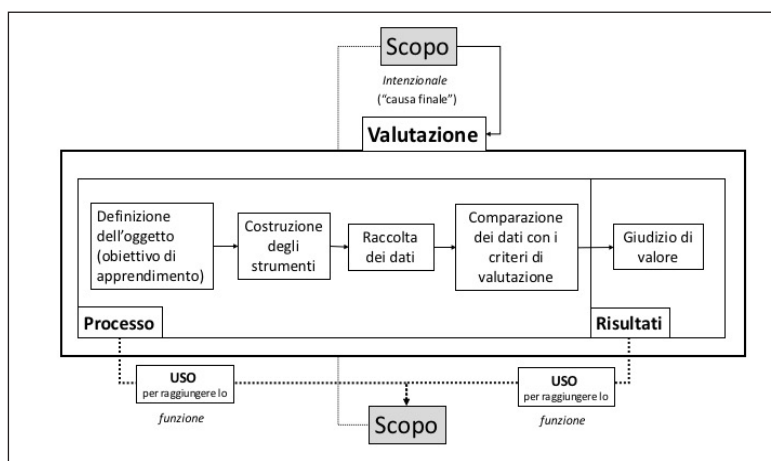 Scopo
Intenzionale
(“causa finale”)
Valutazione
Definizione
dell’oggetto
(obiettivo di
apprendimento)
Costruzione
degli
strumenti
Raccolta
dei dati
Comparazione
dei dati con i
criteri di
valutazione
Giudizio di
valore
Processo
Risultati
USO
per raggiungere lo
funzione
USO
per raggiungere lo
funzione
Scopo